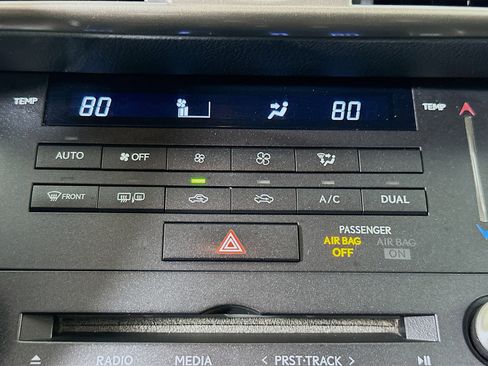 TEMP 80 80 TEMP
AUTO OFF
FRONT A/C DUAL
PASSENGER
AIR BAG AIR BAG
OFF ON
RADIO MEDIA < PRST·TRACK >